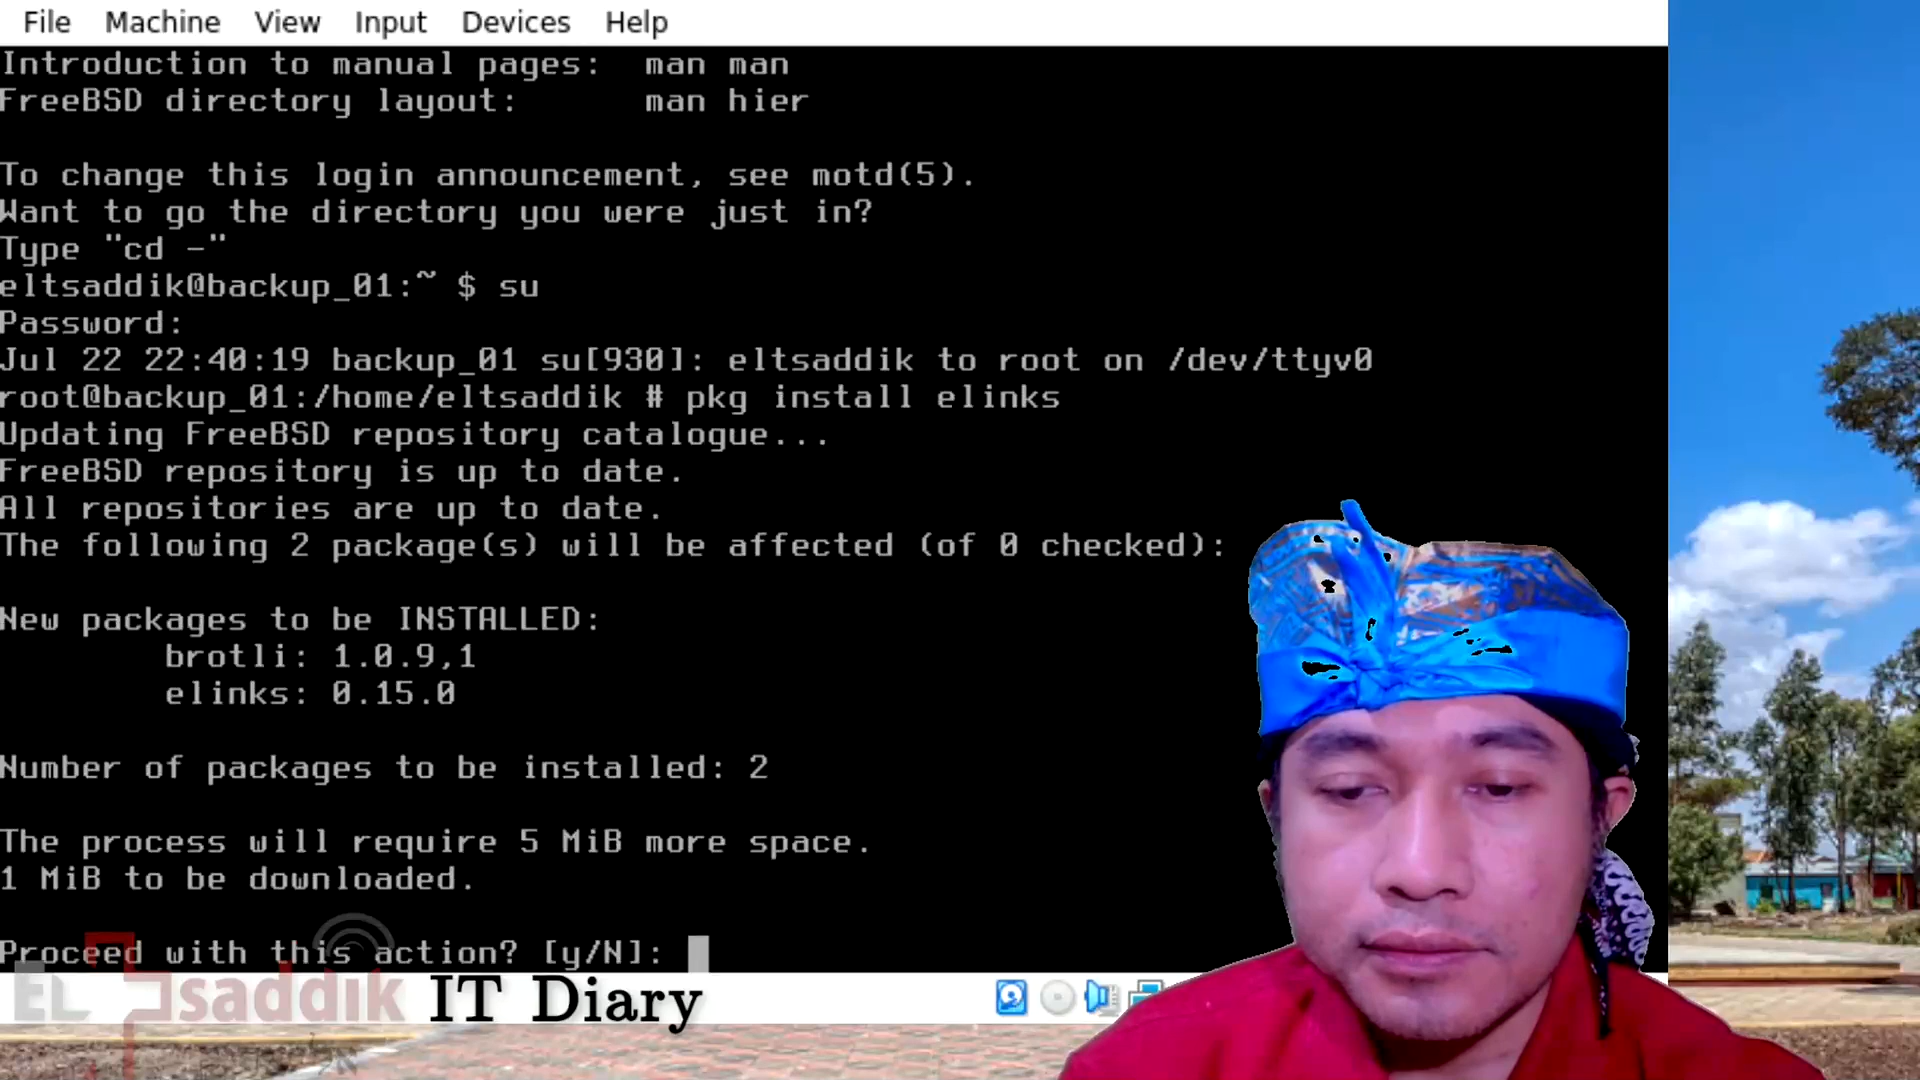 File Machine View Input Devices Help
Introduction to manual pages: man man
FreeBSD directory layout: man hier
To change this login announcement, see motd(5).
Want to go the directory you were just in?
Type "cd -"
eltsaddik@backup_01:~ $ su
Password:
Jul 22 22:40:19 backup_01 su[930]: eltsaddik to root on /dev/ttyv0
root@backup_01:/home/eltsaddik # pkg install elinks
Updating FreeBSD repository catalogue...
FreeBSD repository is up to date.
All repositories are up to date.
The following 2 package(s) will be affected (of 0 checked):
New packages to be INSTALLED:
brotli: 1.0.9,1
elinks: 0.15.0
Number of packages to be installed: 2
The process will require 5 MiB more space.
1 MiB to be downloaded.
Proceed with this action? [y/N]:
EL saddik IT Diary